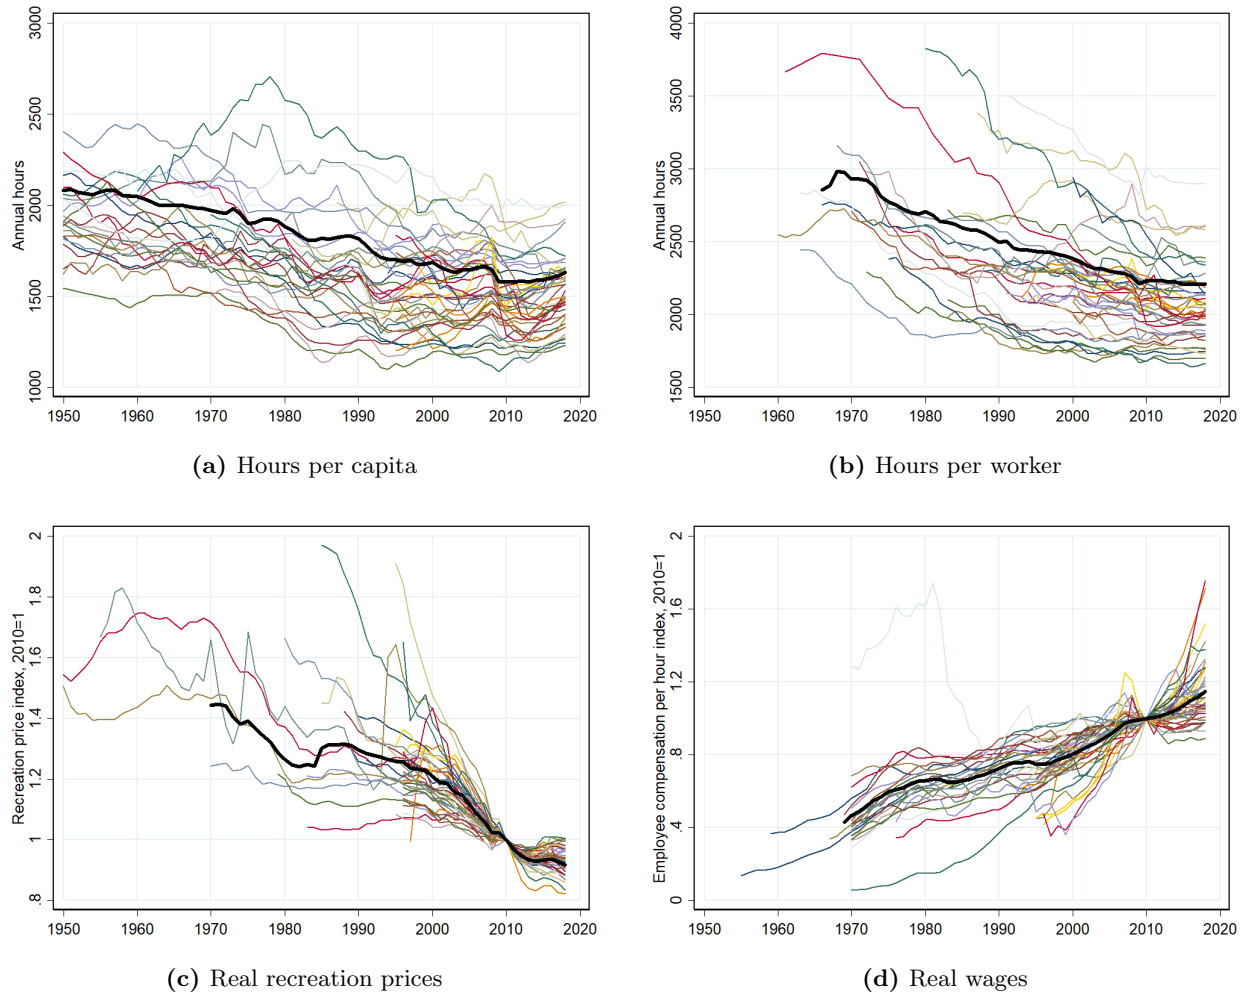 3000
2500
2000
1500
1000
Annual hours
1950 1960 1970 1980 1990 2000 2010 2020
(a) Hours per capita
4000
3500
3000
2500
2000
1500
Annual hours
1950 1960 1970 1980 1990 2000 2010 2020
(b) Hours per worker
2
1.8
1.6
1.4
1.2
1
.8
Recreation price index, 2010=1
1950 1960 1970 1980 1990 2000 2010 2020
(c) Real recreation prices
2
1.6
1.2
.8
.4
0
Employee compensation per hour index, 2010=1
1950 1960 1970 1980 1990 2000 2010 2020
(d) Real wages